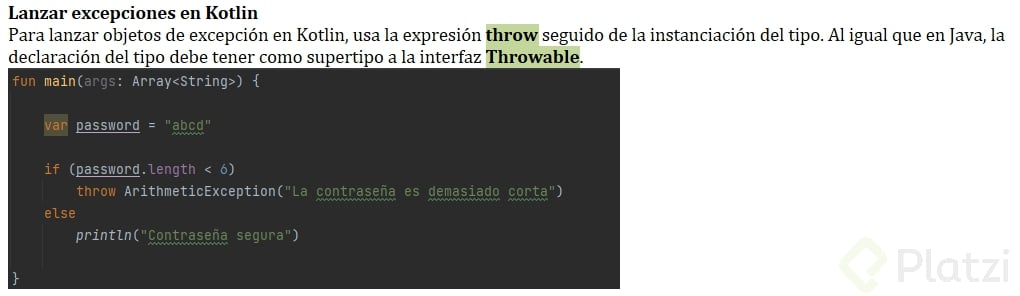 Lanzar excepciones en Kotlin
Para lanzar objetos de excepción en Kotlin, usa la expresión throw seguido de la instanciación del tipo. Al igual que en Java, la
declaración del tipo debe tener como supertipo a la interfaz Throwable.
fun main(args: Array<String>) {
var password = "abcd"
if (password.length < 6)
throw ArithmeticException("La contraseña es demasiado corta")
else
println("Contraseña segura")
}
Platzi